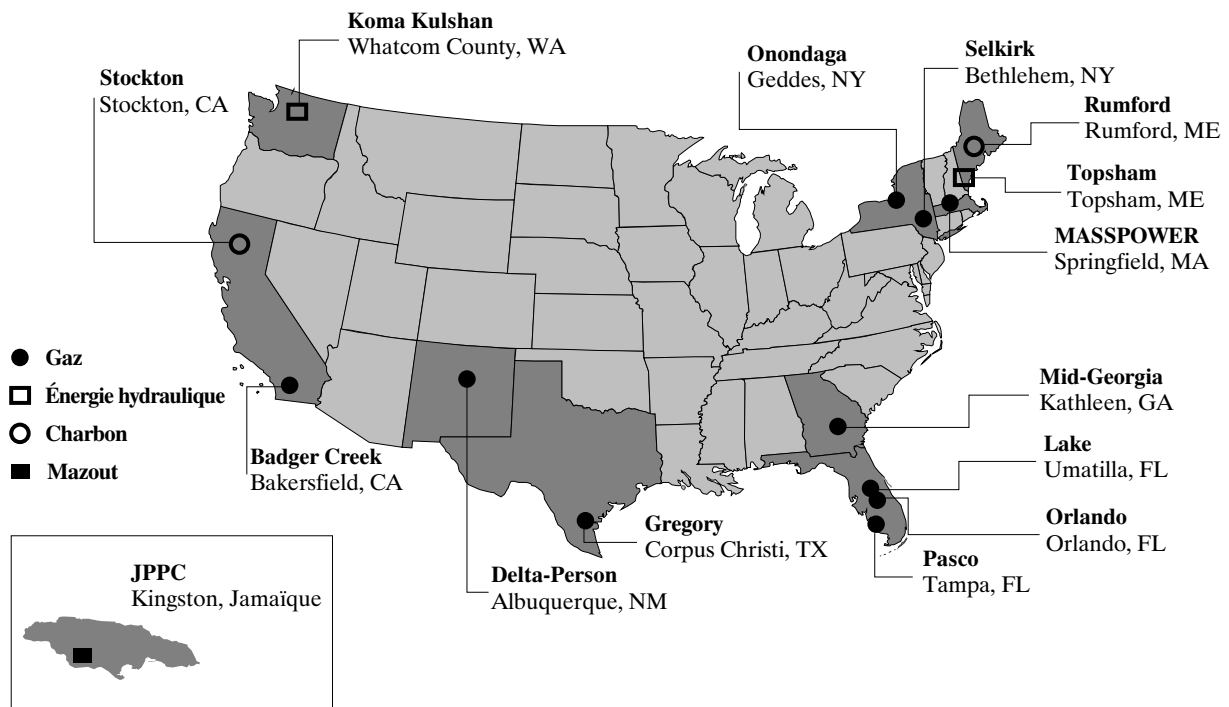 Koma Kulshan
Whatcom County, WA
Stockton
Stockton, CA
Onondaga
Geddes, NY
Selkirk
Bethlehem, NY
Rumford
Rumford, ME
Topsham
Topsham, ME
MASSPOWER
Springfield, MA
Gaz
Énergie hydraulique
Charbon
Mazout
Mid-Georgia
Kathleen, GA
Lake
Umatilla, FL
Orlando
Orlando, FL
Pasco
Tampa, FL
Badger Creek
Bakersfield, CA
Gregory
Corpus Christi, TX
Delta-Person
Albuquerque, NM
JPPC
Kingston, Jamaïque